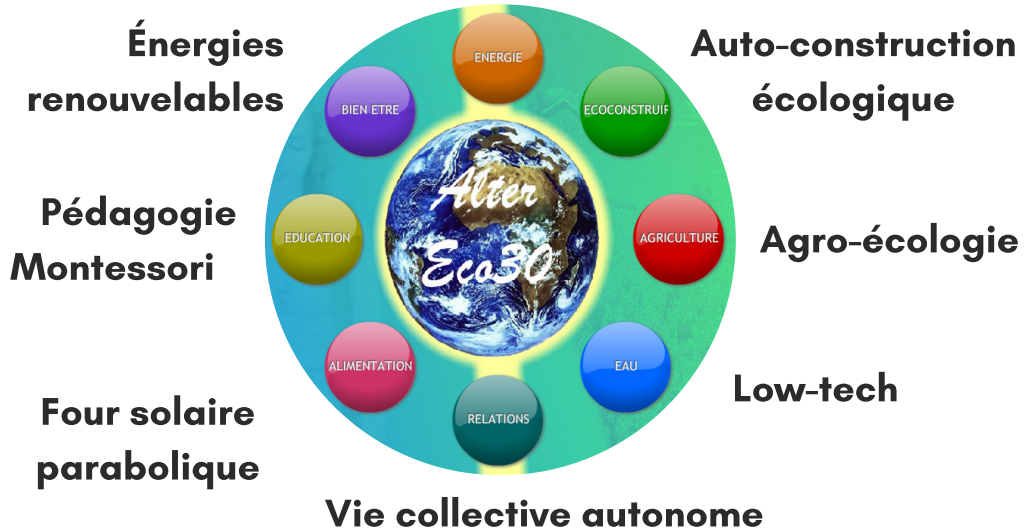 Énergies
renouvelables
Auto-construction
écologique
ENERGIE
BIEN ETRE
ECOCONSTRUIR
Pédagogie
Montessori
EDUCATION
Alter
Eco30
AGRICULTURE
Agro-écologie
ALIMENTATION
EAU
Low-tech
Four solaire
parabolique
RELATIONS
Vie collective autonome